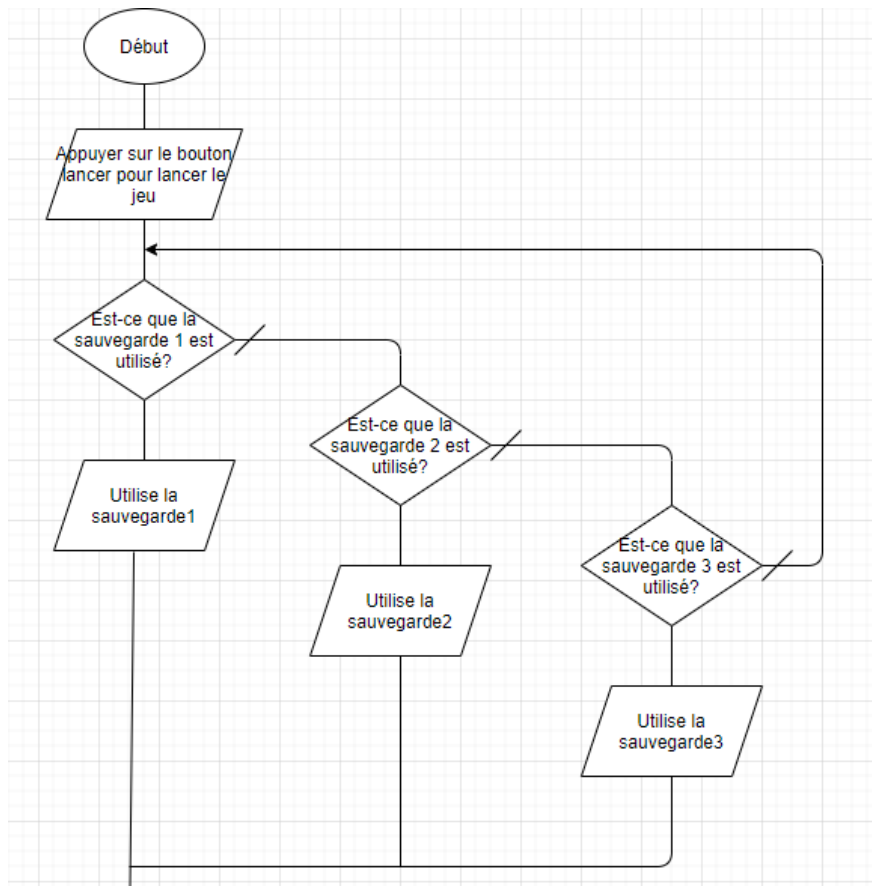 Début
Appuyer sur le bouton
lancer pour lancer le
jeu
Est-ce que la
sauvegarde 1 est
utilisé?
Est-ce que la
sauvegarde 2 est
utilisé?
Utilise la
sauvegarde1
Est-ce que la
sauvegarde 3 est
utilisé?
Utilise la
sauvegarde2
Utilise la
sauvegarde3